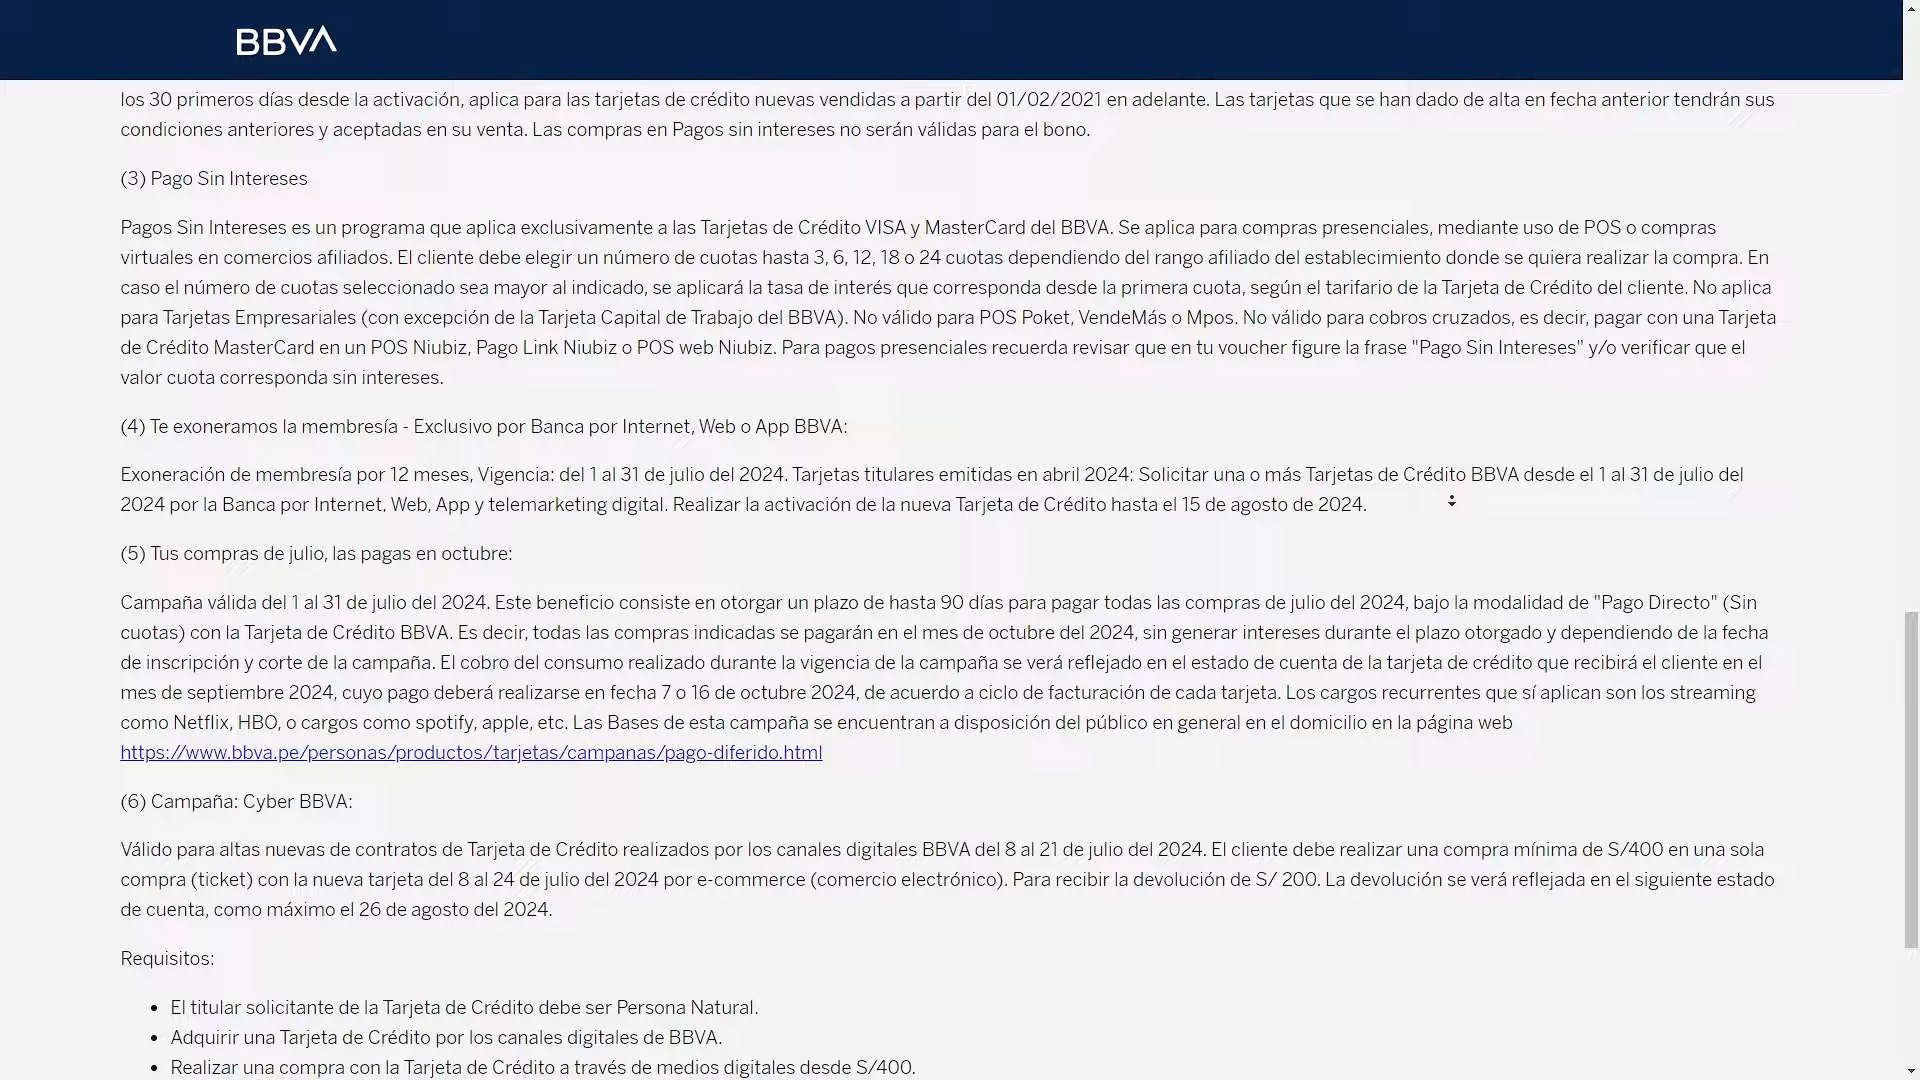 BBVA
los 30 primeros días desde la activación, aplica para las tarjetas de crédito nuevas vendidas a partir del 01/02/2021 en adelante. Las tarjetas que se han dado de alta en fecha anterior tendrán sus
condiciones anteriores y aceptadas en su venta. Las compras en Pagos sin intereses no serán válidas para el bono.
(3) Pago Sin Intereses
Pagos Sin Intereses es un programa que aplica exclusivamente a las Tarjetas de Crédito VISA y MasterCard del BBVA. Se aplica para compras presenciales, mediante uso de POS o compras
virtuales en comercios afiliados. El cliente debe elegir un número de cuotas hasta 3, 6, 12, 18 o 24 cuotas dependiendo del rango afiliado del establecimiento donde se quiera realizar la compra. En
caso el número de cuotas seleccionado sea mayor al indicado, se aplicará la tasa de interés que corresponda desde la primera cuota, según el tarifario de la Tarjeta de Crédito del cliente. No aplica
para Tarjetas Empresariales (con excepción de la Tarjeta Capital de Trabajo del BBVA). No válido para POS Poket, VendeMás o Mpos. No válido para cobros cruzados, es decir, pagar con una Tarjeta
de Crédito MasterCard en un POS Niubiz, Pago Link Niubiz o POS web Niubiz. Para pagos presenciales recuerda revisar que en tu voucher figure la frase "Pago Sin Intereses" y/o verificar que el
valor cuota corresponda sin intereses.
(4) Te exoneramos la membresía - Exclusivo por Banca por Internet, Web o App BBVA:
Exoneración de membresía por 12 meses, Vigencia: del 1 al 31 de julio del 2024. Tarjetas titulares emitidas en abril 2024: Solicitar una o más Tarjetas de Crédito BBVA desde el 1 al 31 de julio del
2024 por la Banca por Internet, Web, App y telemarketing digital. Realizar la activación de la nueva Tarjeta de Crédito hasta el 15 de agosto de 2024.
(5) Tus compras de julio, las pagas en octubre:
Campaña válida del 1 al 31 de julio del 2024. Este beneficio consiste en otorgar un plazo de hasta 90 días para pagar todas las compras de julio del 2024, bajo la modalidad de "Pago Directo" (Sin
cuotas) con la Tarjeta de Crédito BBVA. Es decir, todas las compras indicadas se pagarán en el mes de octubre del 2024, sin generar intereses durante el plazo otorgado y dependiendo de la fecha
de inscripción y corte de la campaña. El cobro del consumo realizado durante la vigencia de la campaña se verá reflejado en el estado de cuenta de la tarjeta de crédito que recibirá el cliente en el
mes de septiembre 2024, cuyo pago deberá realizarse en fecha 7 o 16 de octubre 2024, de acuerdo a ciclo de facturación de cada tarjeta. Los cargos recurrentes que sí aplican son los streaming
como Netflix, HBO, o cargos como spotify, apple, etc. Las Bases de esta campaña se encuentran a disposición del público en general en el domicilio en la página web
https://www.bbva.pe/personas/productos/tarjetas/campanas/pago-diferido.html
(6) Campaña: Cyber BBVA:
Válido para altas nuevas de contratos de Tarjeta de Crédito realizados por los canales digitales BBVA del 8 al 21 de julio del 2024. El cliente debe realizar una compra mínima de S/400 en una sola
compra (ticket) con la nueva tarjeta del 8 al 24 de julio del 2024 por e-commerce (comercio electrónico). Para recibir la devolución de S/ 200. La devolución se verá reflejada en el siguiente estado
de cuenta, como máximo el 26 de agosto del 2024.
Requisitos:
• El titular solicitante de la Tarjeta de Crédito debe ser Persona Natural.
• Adquirir una Tarjeta de Crédito por los canales digitales de BBVA.
• Realizar una compra con la Tarjeta de Crédito a través de medios digitales desde S/400.